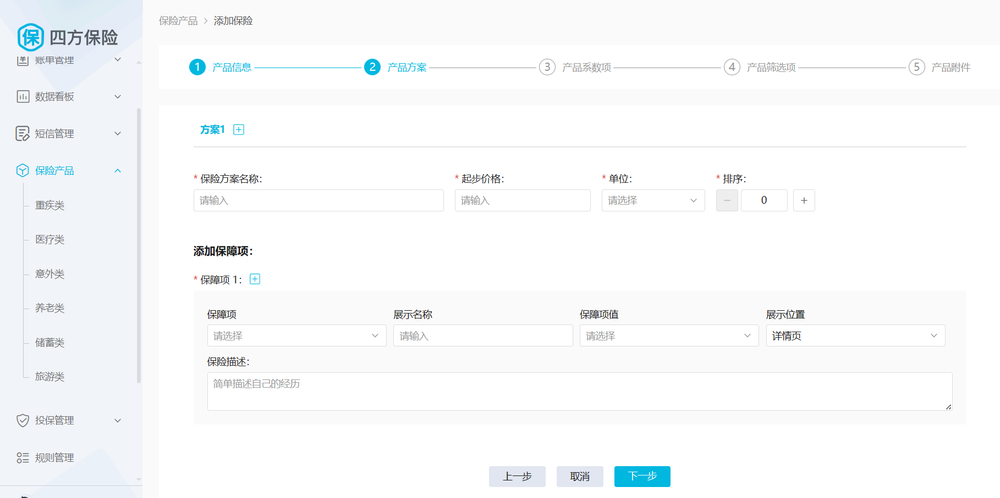 保
四方保险
账单管理
数据看板
短信管理
保险产品
重疾类
医疗类
意外类
养老类
储蓄类
旅游类
投保管理
规则管理
保险产品 > 添加保险
1 产品信息 2 产品方案 3 产品系数项 4 产品筛选项 5 产品附件
方案1
* 保险方案名称: * 起步价格: * 单位: * 排序:
请输入 请输入 请选择 − 0 +
添加保障项:
* 保障项 1:
保障项 展示名称 保障项值 展示位置
请选择 请输入 请选择 详情页
保险描述:
简单描述自己的经历
上一步 取消 下一步